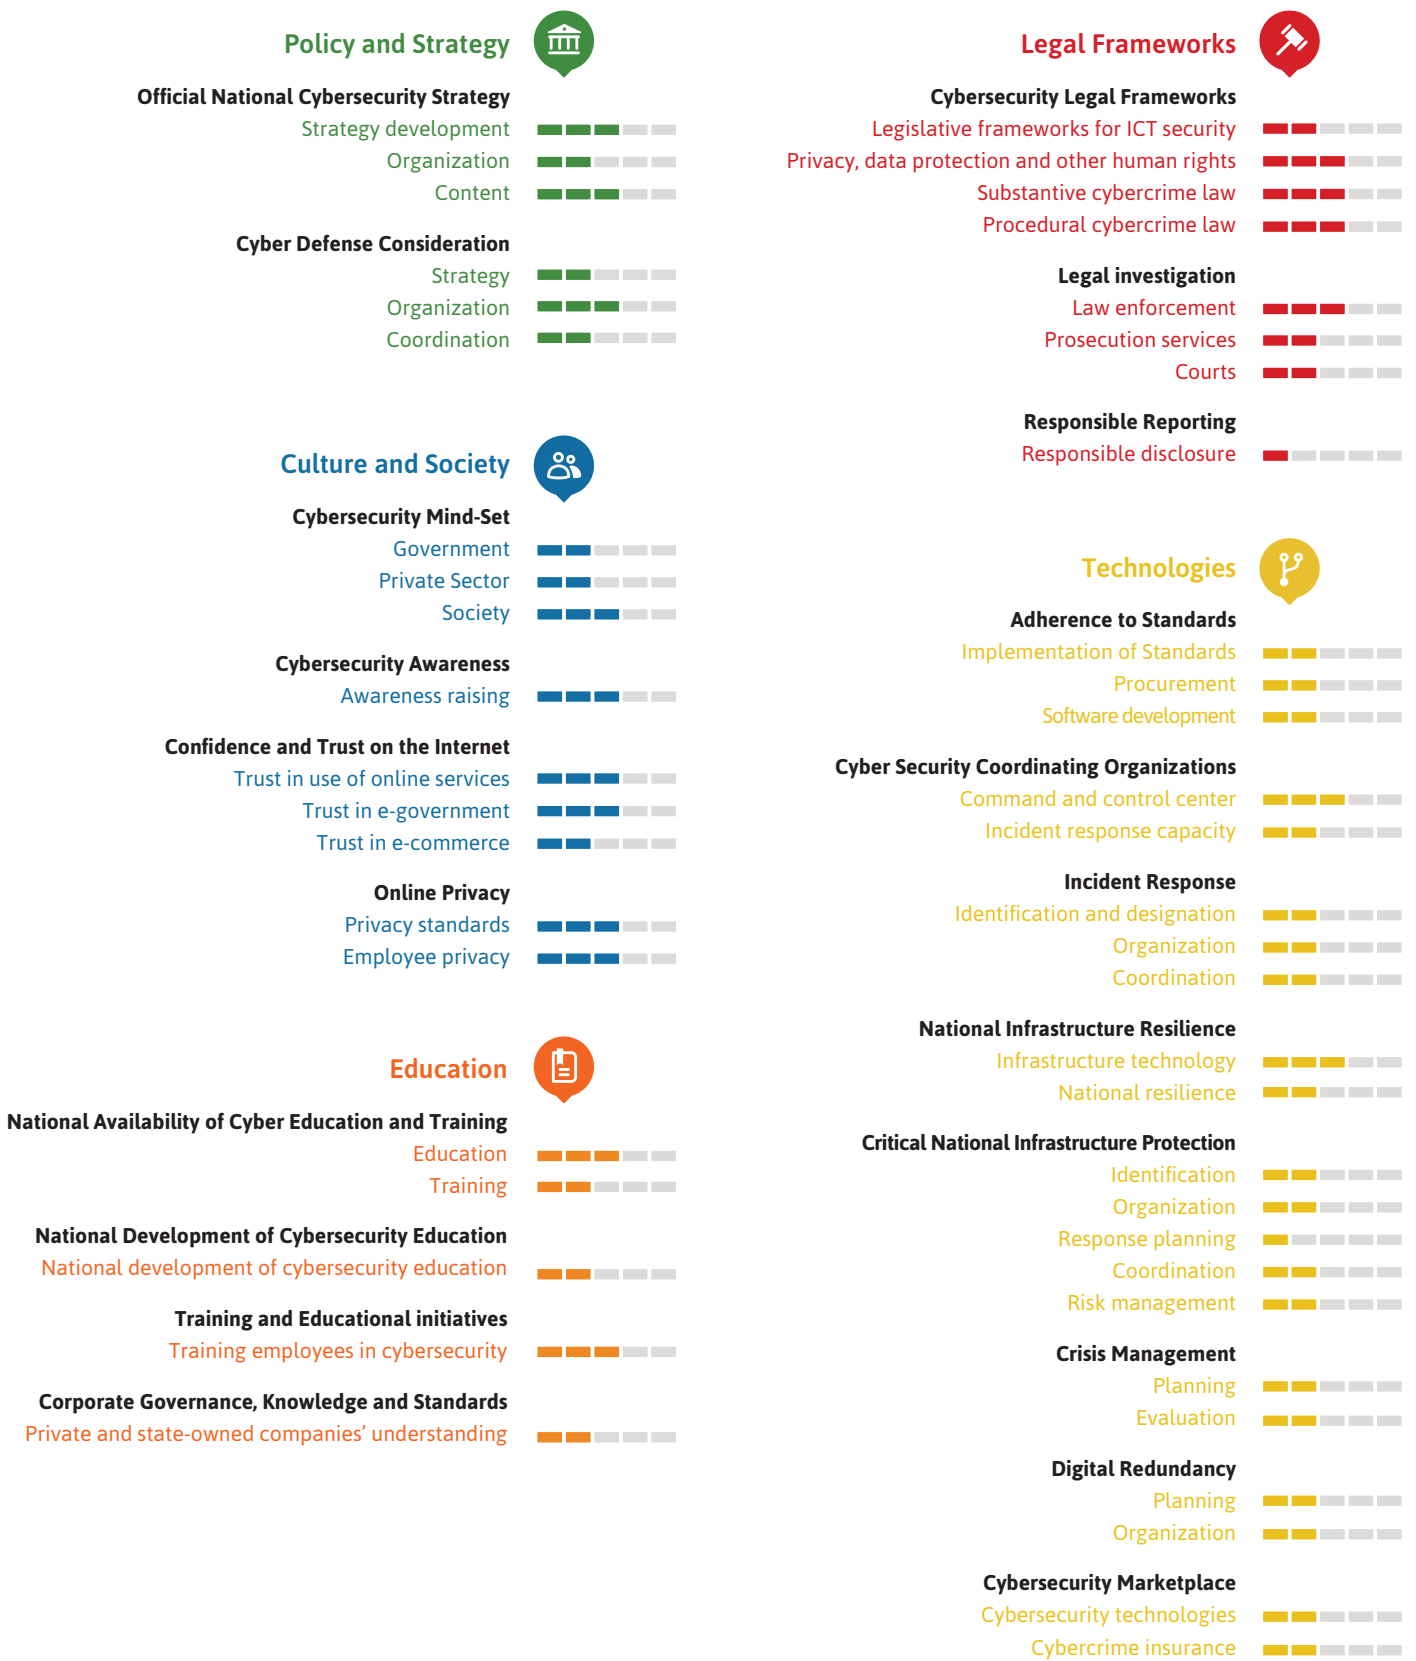 Policy and Strategy
Official National Cybersecurity Strategy
Strategy development
Organization
Content
Cyber Defense Consideration
Strategy
Organization
Coordination
Culture and Society
Cybersecurity Mind-Set
Government
Private Sector
Society
Cybersecurity Awareness
Awareness raising
Confidence and Trust on the Internet
Trust in use of online services
Trust in e-government
Trust in e-commerce
Online Privacy
Privacy standards
Employee privacy
Education
National Availability of Cyber Education and Training
Education
Training
National Development of Cybersecurity Education
National development of cybersecurity education
Training and Educational initiatives
Training employees in cybersecurity
Corporate Governance, Knowledge and Standards
Private and state-owned companies’ understanding
Legal Frameworks
Cybersecurity Legal Frameworks
Legislative frameworks for ICT security
Privacy, data protection and other human rights
Substantive cybercrime law
Procedural cybercrime law
Legal investigation
Law enforcement
Prosecution services
Courts
Responsible Reporting
Responsible disclosure
Technologies
Adherence to Standards
Implementation of Standards
Procurement
Software development
Cyber Security Coordinating Organizations
Command and control center
Incident response capacity
Incident Response
Identification and designation
Organization
Coordination
National Infrastructure Resilience
Infrastructure technology
National resilience
Critical National Infrastructure Protection
Identification
Organization
Response planning
Coordination
Risk management
Crisis Management
Planning
Evaluation
Digital Redundancy
Planning
Organization
Cybersecurity Marketplace
Cybersecurity technologies
Cybercrime insurance